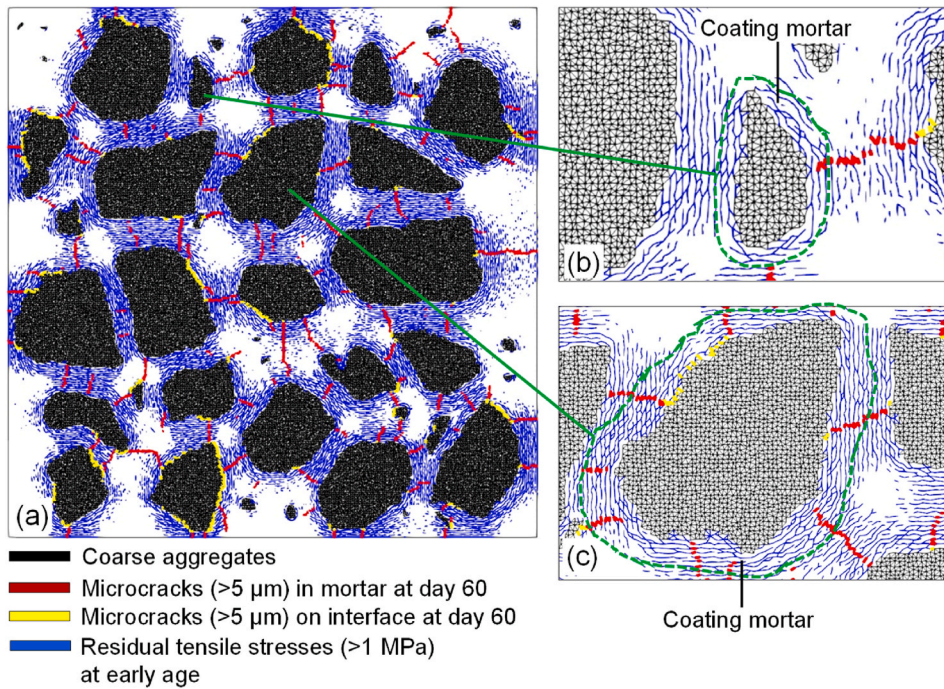 Coating mortar
(a)
(b)
(c)
Coating mortar
Coarse aggregates
Microcracks (>5 μm) in mortar at day 60
Microcracks (>5 μm) on interface at day 60
Residual tensile stresses (>1 MPa)
at early age